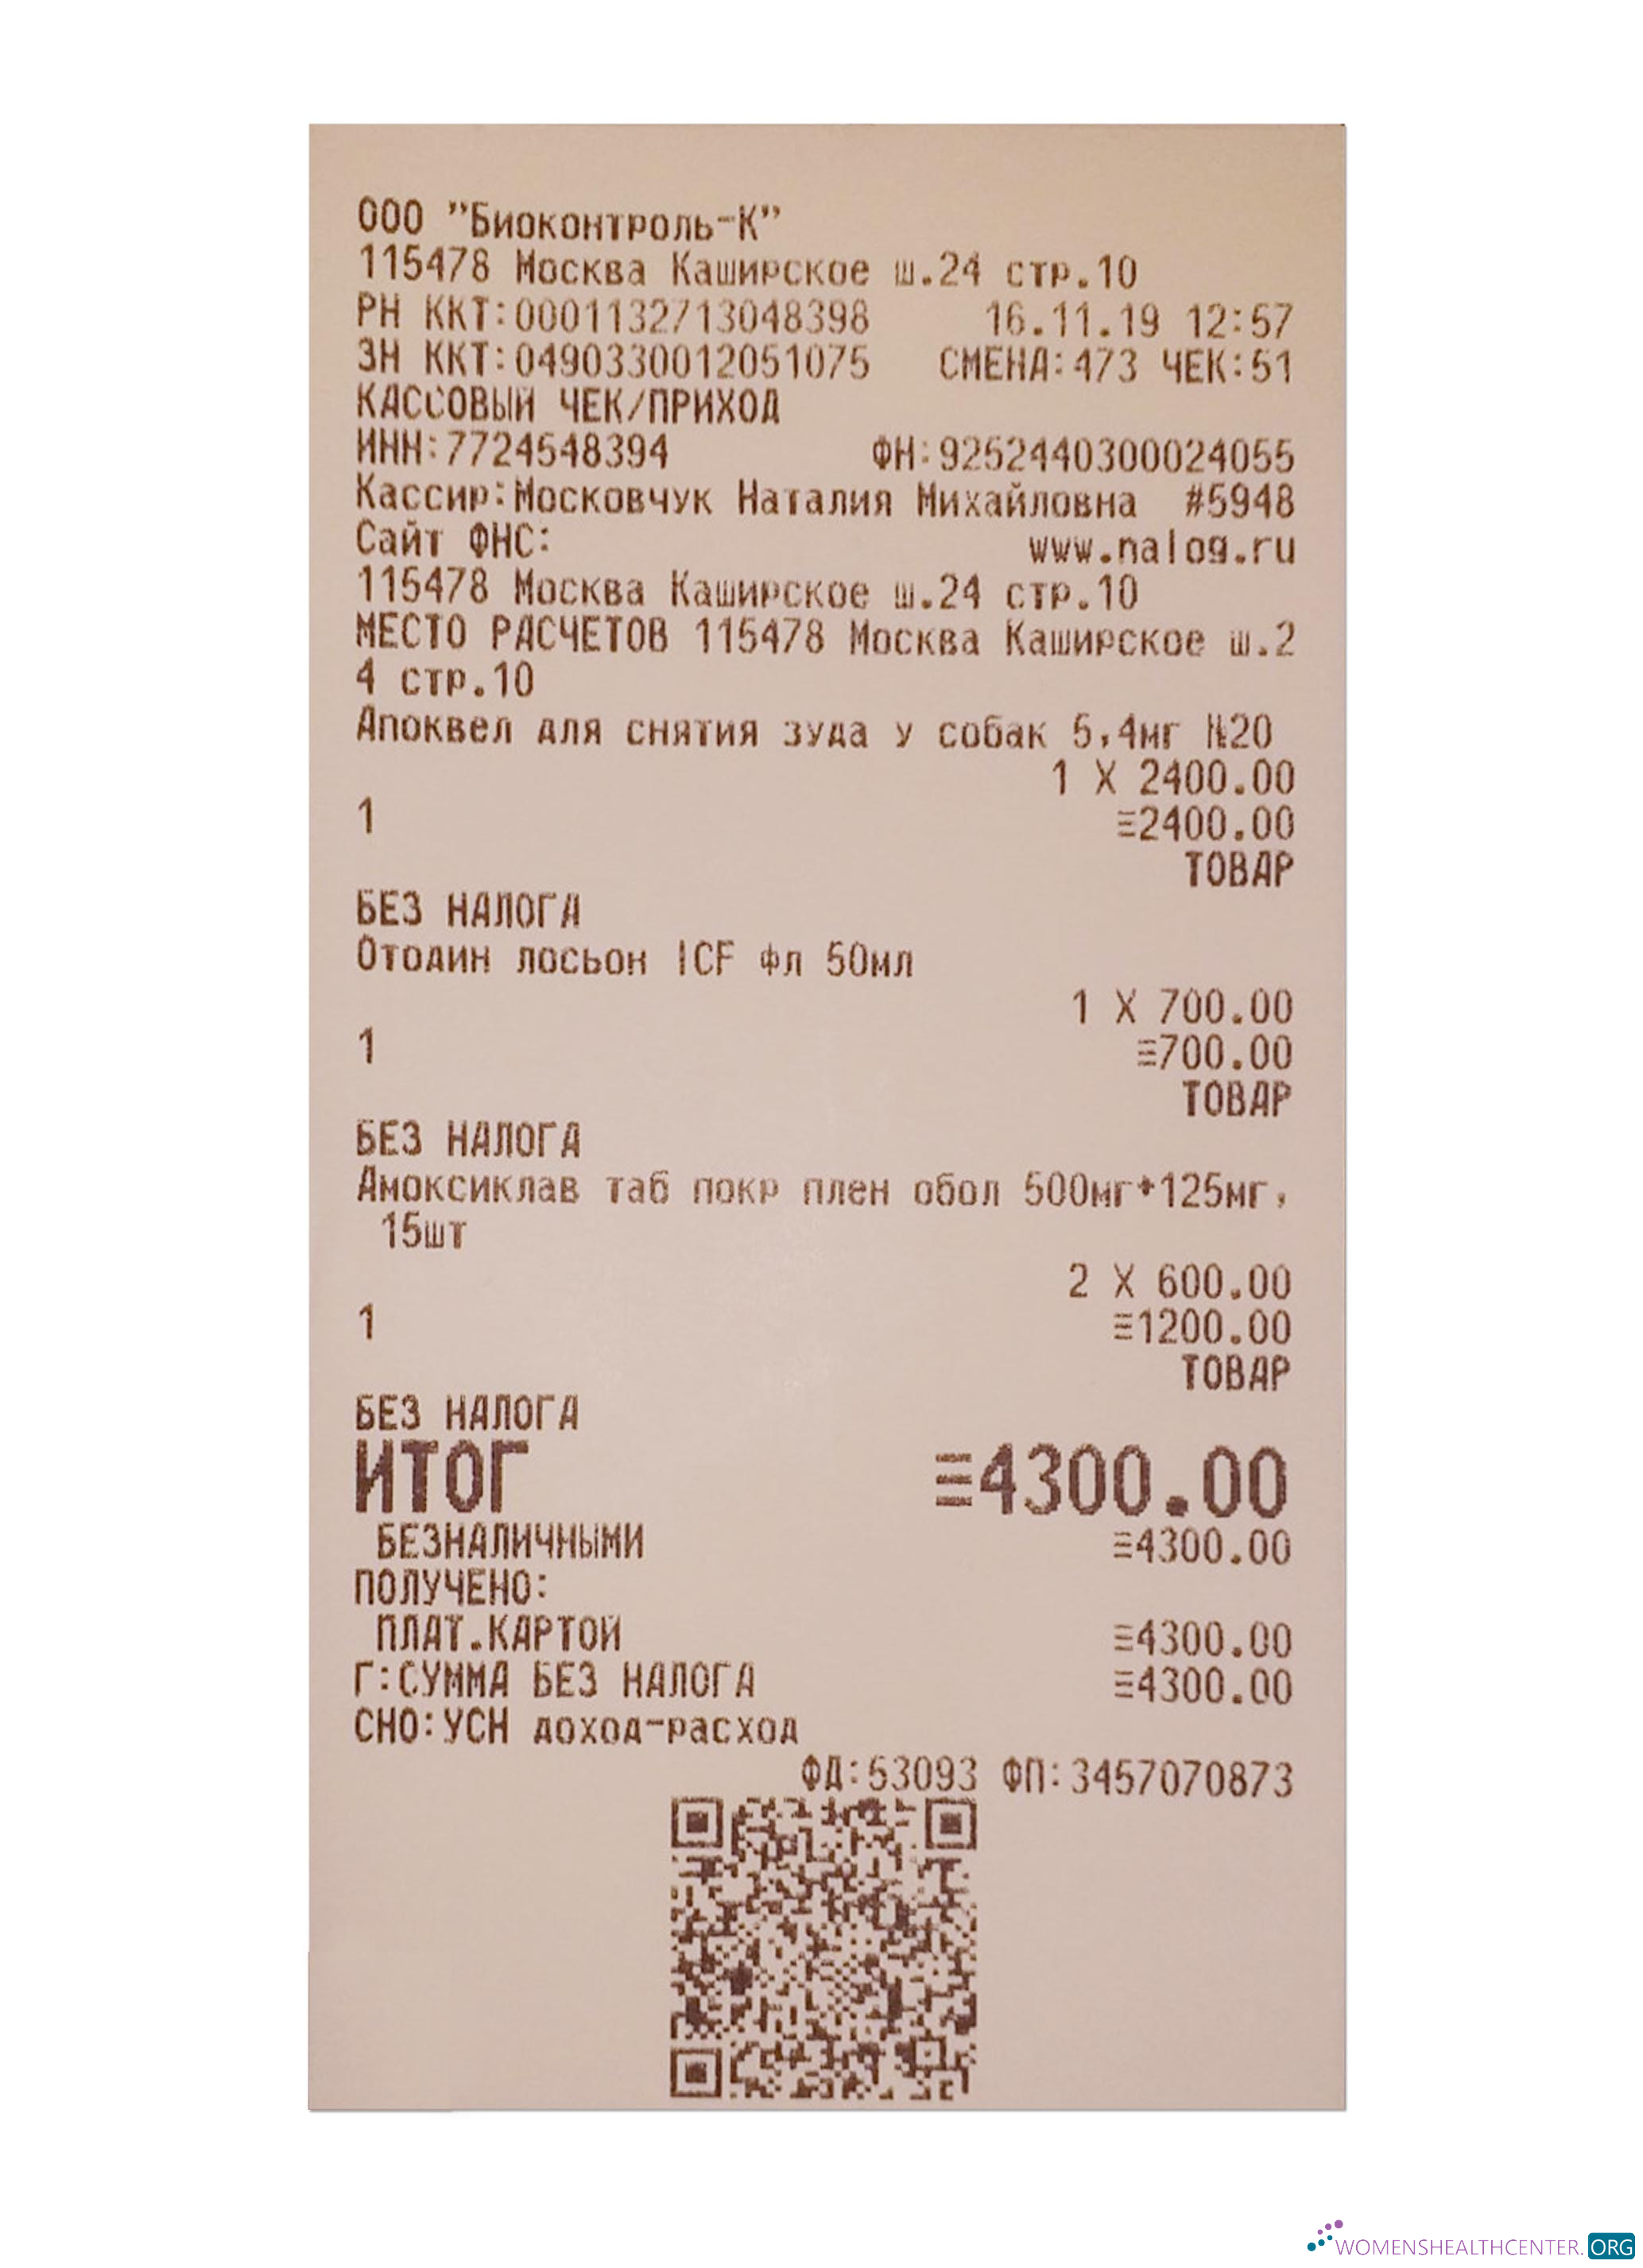 ООО "Биоконтроль-К"
115478 Москва Каширское ш.24 стр.10
РН ККТ:0001132713048398 16.11.19 12:57
ЗН ККТ:0490330012051075 СМЕНА:473 ЧЕК:51
КАССОВЫЙ ЧЕК/ПРИХОД
ИНН:7724548394 ФН:9252440300024055
Кассир:Московчук Наталия Михайловна #5948
Сайт ФНС: www.nalog.ru
115478 Москва Каширское ш.24 стр.10
МЕСТО РАСЧЕТОВ 115478 Москва Каширское ш.2
4 стр.10
Апоквел для снятия зуда у собак 5,4мг №20
1 X 2400.00
1 ≡2400.00
ТОВАР
БЕЗ НАЛОГА
Отодин лосьон ICF фл 50мл
1 X 700.00
1 ≡700.00
ТОВАР
БЕЗ НАЛОГА
Амоксиклав таб покр плен обол 500мг*125мг,
15шт
2 X 600.00
1 ≡1200.00
ТОВАР
БЕЗ НАЛОГА
ИТОГ ≡4300.00
БЕЗНАЛИЧНЫМИ ≡4300.00
ПОЛУЧЕНО:
ПЛАТ.КАРТОЙ ≡4300.00
Г:СУММА БЕЗ НАЛОГА ≡4300.00
СНО:УСН доход-расход
ФД:53093 ФП:3457070873
WOMENSHEALTHCENTER.ORG